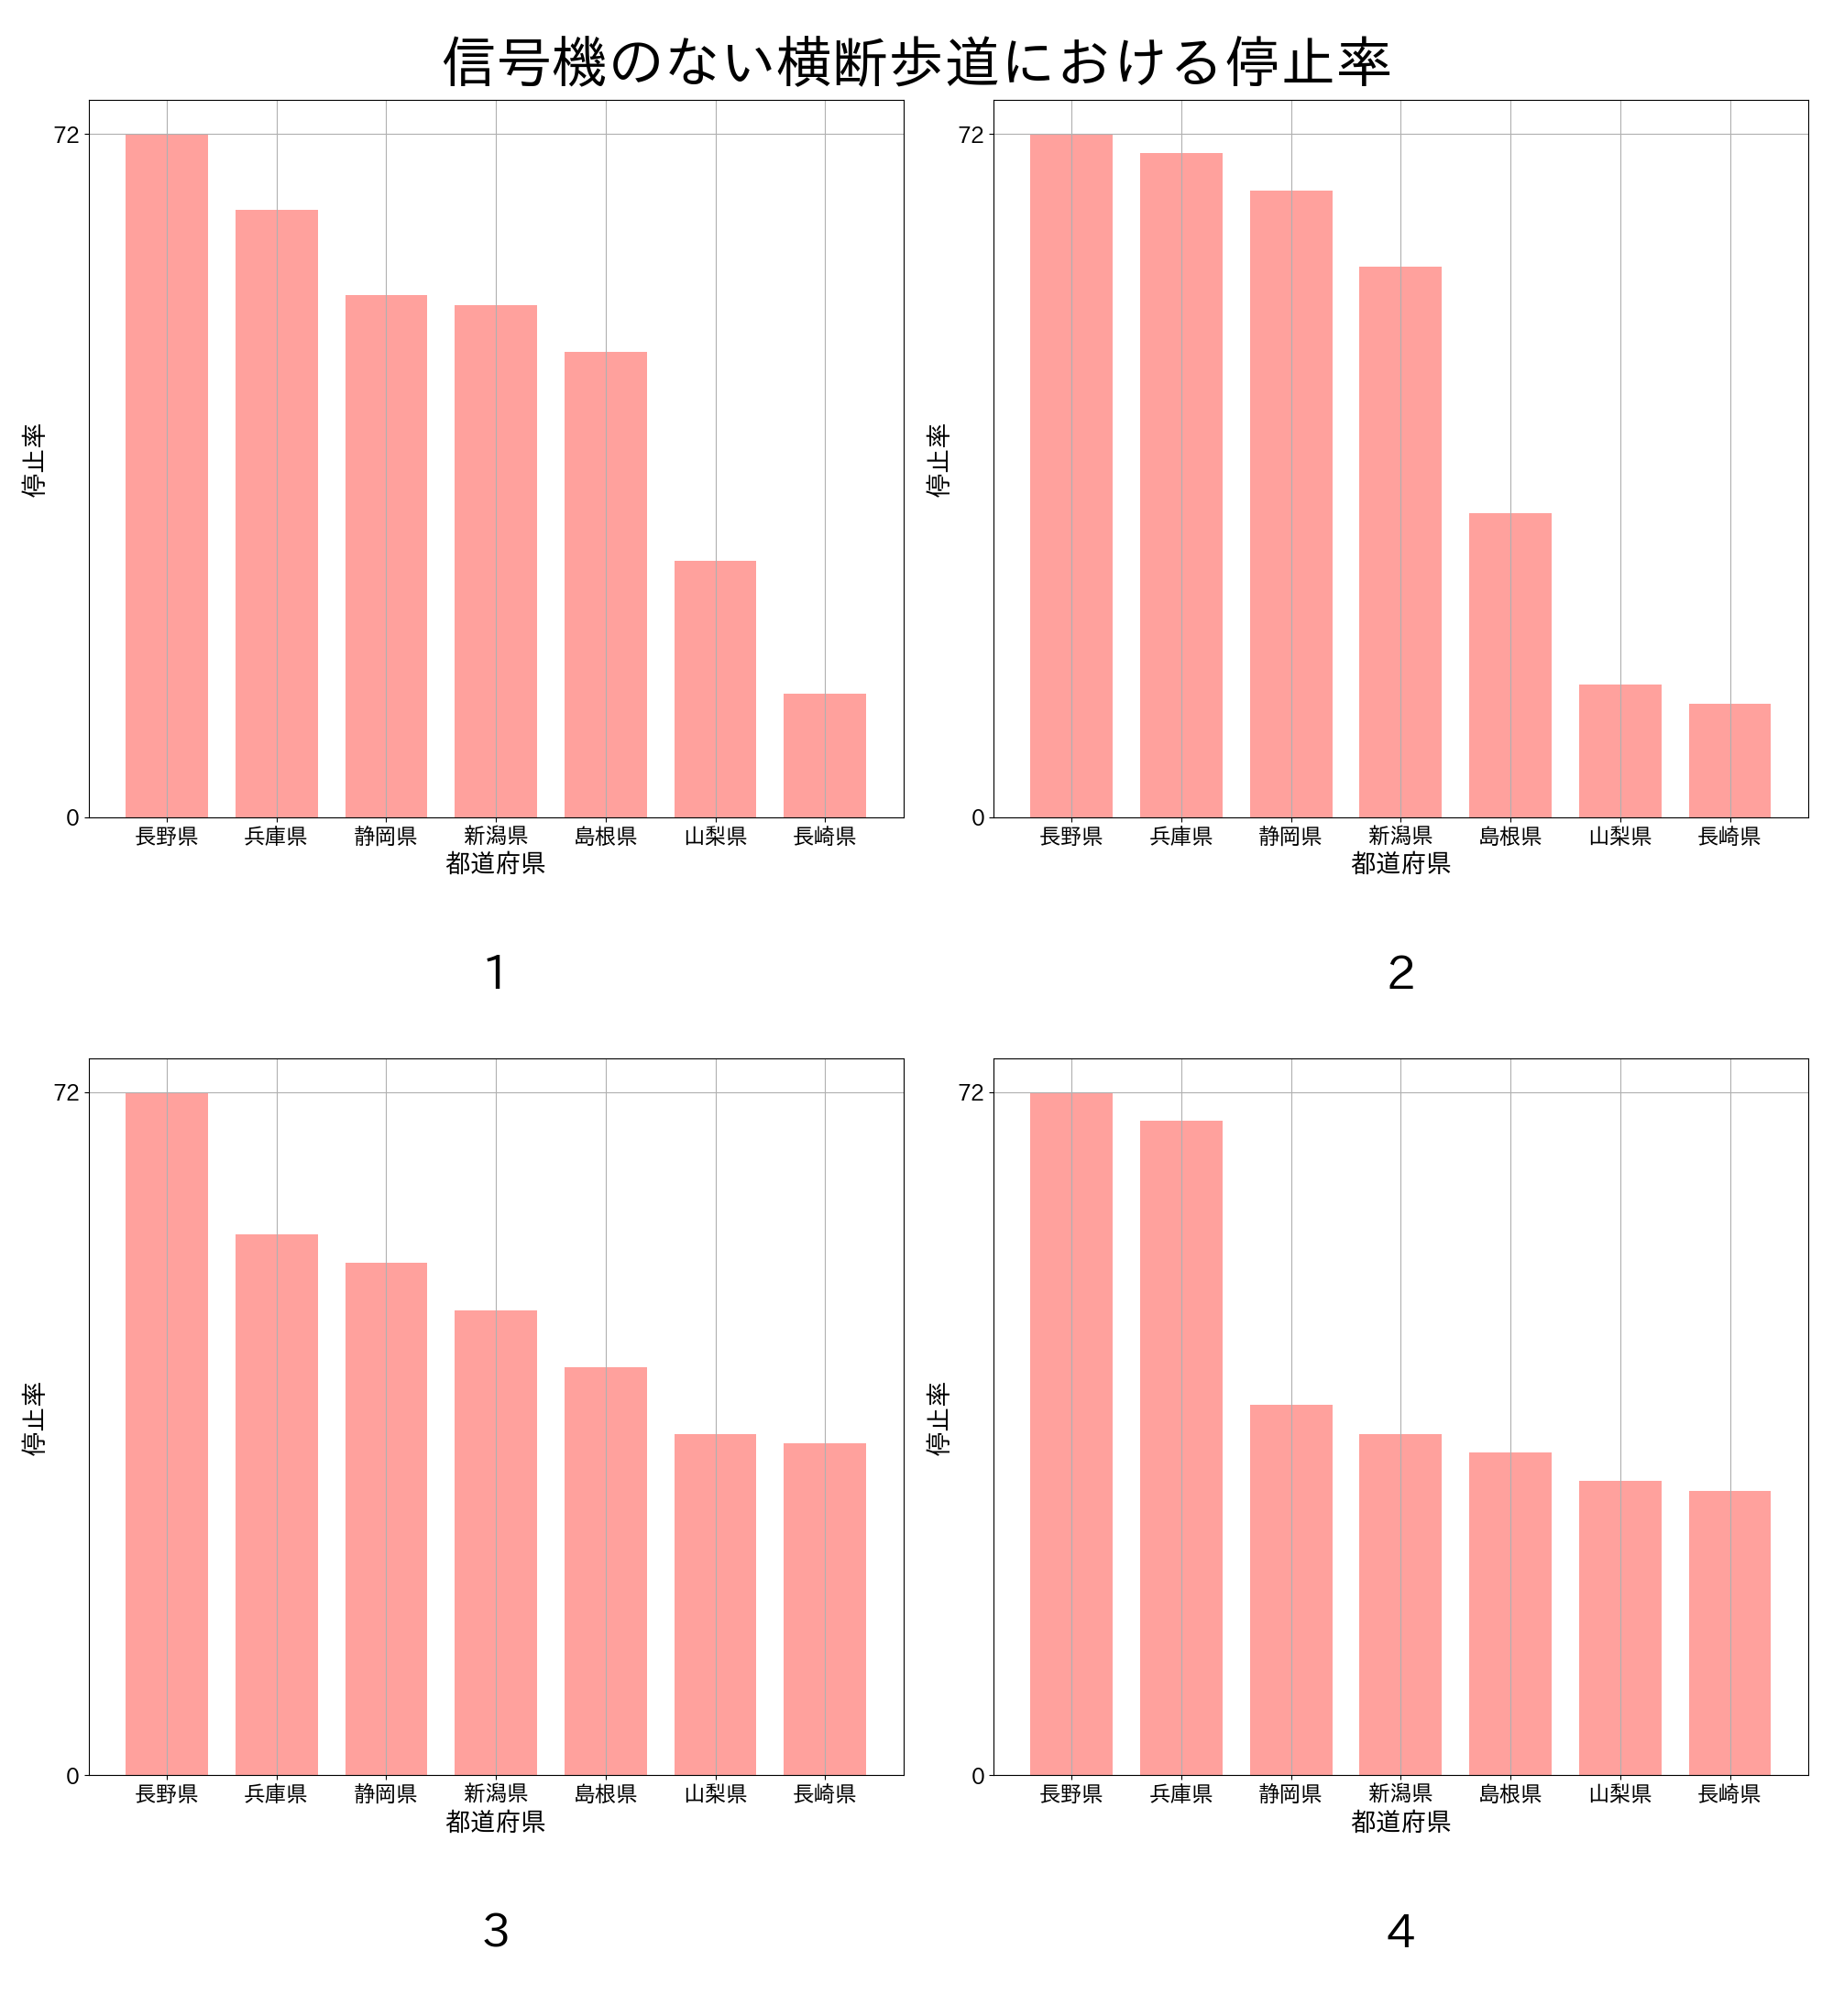 信号機のない横断歩道における停止率
72
0
停止率
長野県 兵庫県 静岡県 新潟県 島根県 山梨県 長崎県
都道府県
1
72
0
停止率
長野県 兵庫県 静岡県 新潟県 島根県 山梨県 長崎県
都道府県
2
72
0
停止率
長野県 兵庫県 静岡県 新潟県 島根県 山梨県 長崎県
都道府県
3
72
0
停止率
長野県 兵庫県 静岡県 新潟県 島根県 山梨県 長崎県
都道府県
4